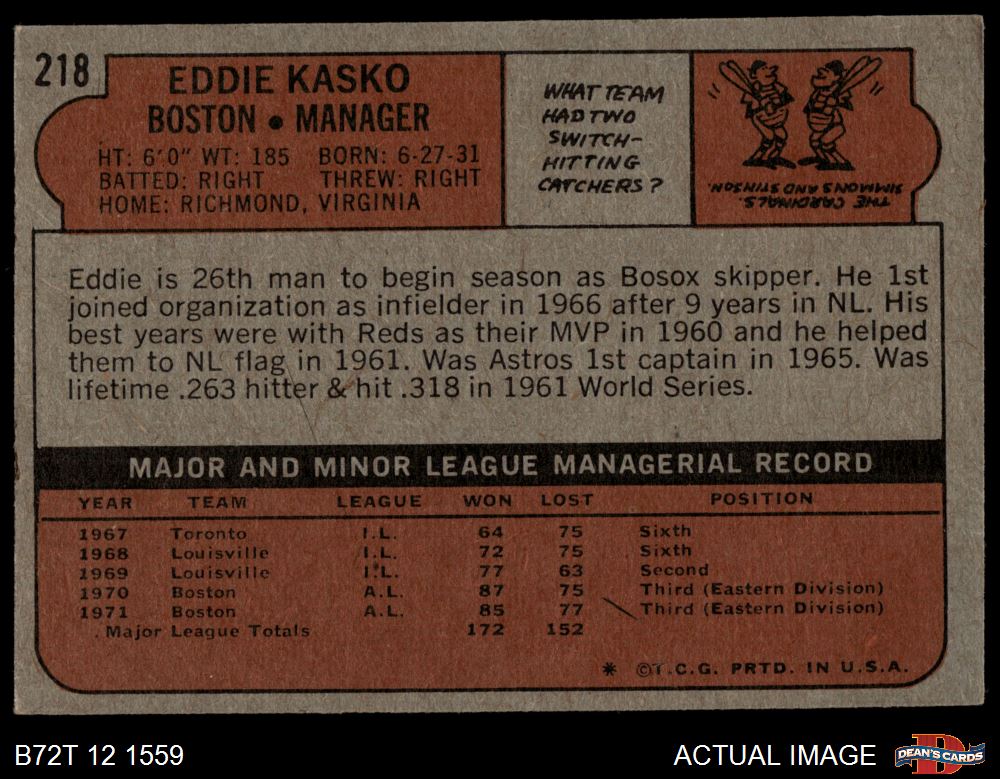 218
EDDIE KASKO
BOSTON • MANAGER
HT: 6'0" WT: 185 BORN: 6-27-31
BATTED: RIGHT THREW: RIGHT
HOME: RICHMOND, VIRGINIA
WHAT TEAM
HAD TWO
SWITCH-
HITTING
CATCHERS?
THE CARDINALS.
SIMMONS AND STINSON.
Eddie is 26th man to begin season as Bosox skipper. He 1st
joined organization as infielder in 1966 after 9 years in NL. His
best years were with Reds as their MVP in 1960 and he helped
them to NL flag in 1961. Was Astros 1st captain in 1965. Was
lifetime .263 hitter & hit .318 in 1961 World Series.
MAJOR AND MINOR LEAGUE MANAGERIAL RECORD
YEAR TEAM LEAGUE WON LOST POSITION
1967 Toronto I.L. 64 75 Sixth
1968 Louisville I.L. 72 75 Sixth
1969 Louisville I.L. 77 63 Second
1970 Boston A.L. 87 75 Third (Eastern Division)
1971 Boston A.L. 85 77 Third (Eastern Division)
Major League Totals 172 152
* ©T.C.G. PRTD. IN U.S.A.
B72T 12 1559
ACTUAL IMAGE
DEAN'S CARDS